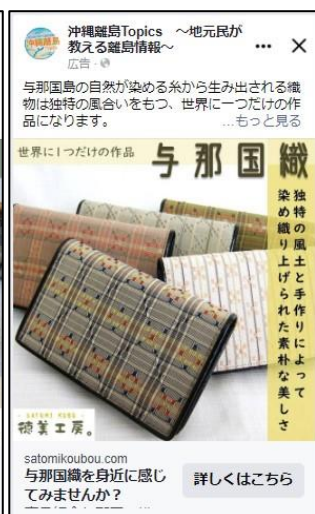 沖縄離島Topics ～地元民が
教える離島情報～
広告・
与那国島の自然が染める糸から生み出される織
物は独特の風合いをもつ、世界に一つだけの作
品になります。 ...もっと見る
世界に1つだけの作品
与那国織
独特の風土と手作りによって
染め織り上げられた素朴な美しさ
- SATOMI KOBO -
徳美工房。
satomikoubou.com
与那国織を身近に感じ
てみませんか？
詳しくはこちら